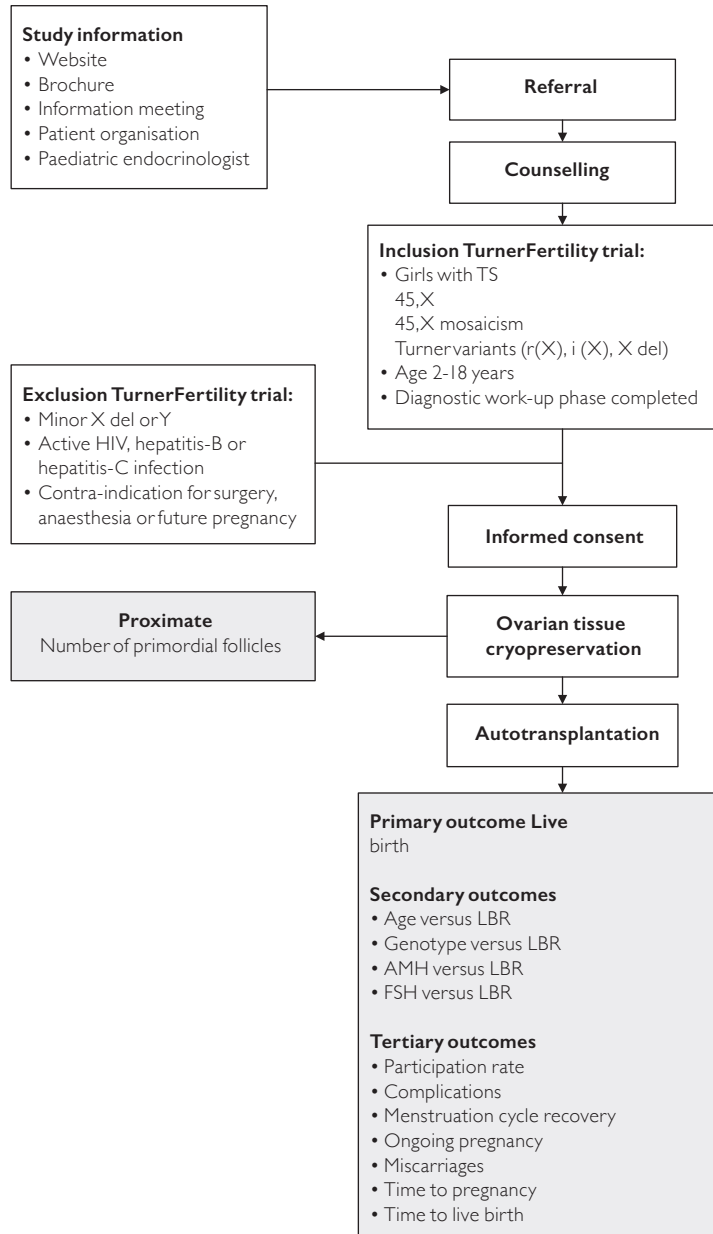 Study information
• Website
• Brochure
• Information meeting
• Patient organisation
• Paediatric endocrinologist
Referral
Counselling
Inclusion TurnerFertility trial:
• Girls with TS
45,X
45,X mosaicism
Turner variants (r(X), i (X), X del)
• Age 2-18 years
• Diagnostic work-up phase completed
Exclusion TurnerFertility trial:
• Minor X del or Y
• Active HIV, hepatitis-B or
hepatitis-C infection
• Contra-indication for surgery,
anaesthesia or future pregnancy
Informed consent
Proximate
Number of primordial follicles
Ovarian tissue
cryopreservation
Autotransplantation
Primary outcome Live
birth
Secondary outcomes
• Age versus LBR
• Genotype versus LBR
• AMH versus LBR
• FSH versus LBR
Tertiary outcomes
• Participation rate
• Complications
• Menstruation cycle recovery
• Ongoing pregnancy
• Miscarriages
• Time to pregnancy
• Time to live birth